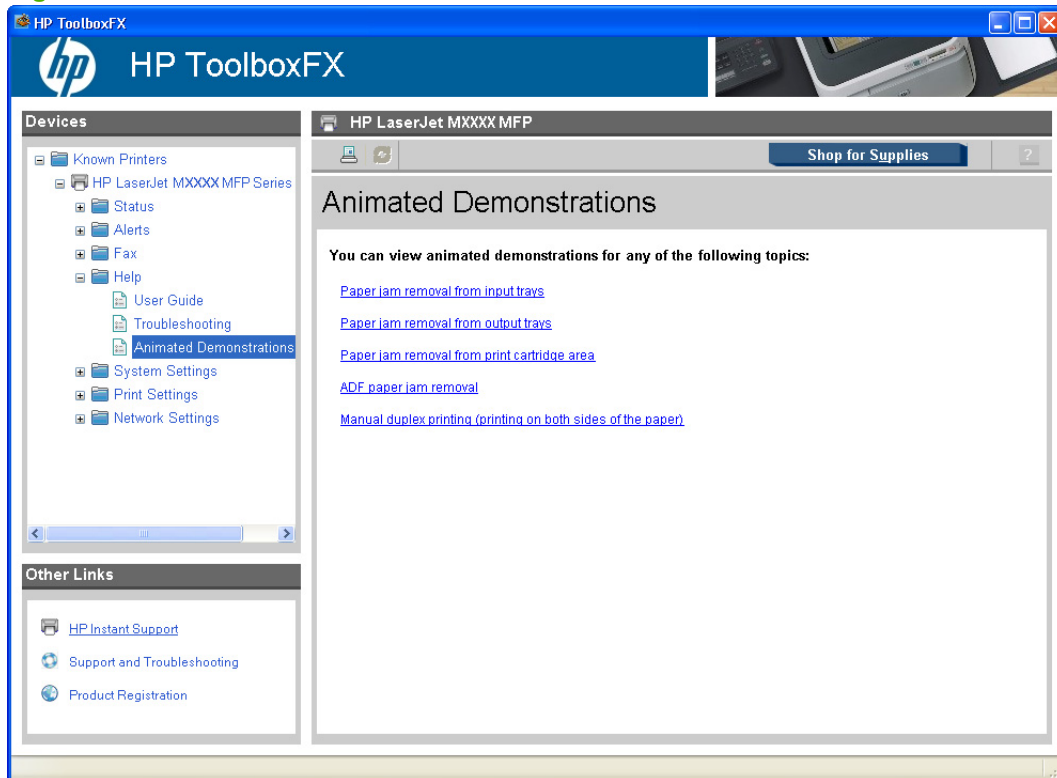 HP ToolboxFX
hp
HP ToolboxFX
Devices
Known Printers
HP LaserJet MXXXX MFP Series
Status
Alerts
Fax
Help
User Guide
Troubleshooting
Animated Demonstrations
System Settings
Print Settings
Network Settings
Other Links
HP Instant Support
Support and Troubleshooting
Product Registration
HP LaserJet MXXXX MFP
Shop for Supplies
?
Animated Demonstrations
You can view animated demonstrations for any of the following topics:
Paper jam removal from input trays
Paper jam removal from output trays
Paper jam removal from print cartridge area
ADF paper jam removal
Manual duplex printing (printing on both sides of the paper)